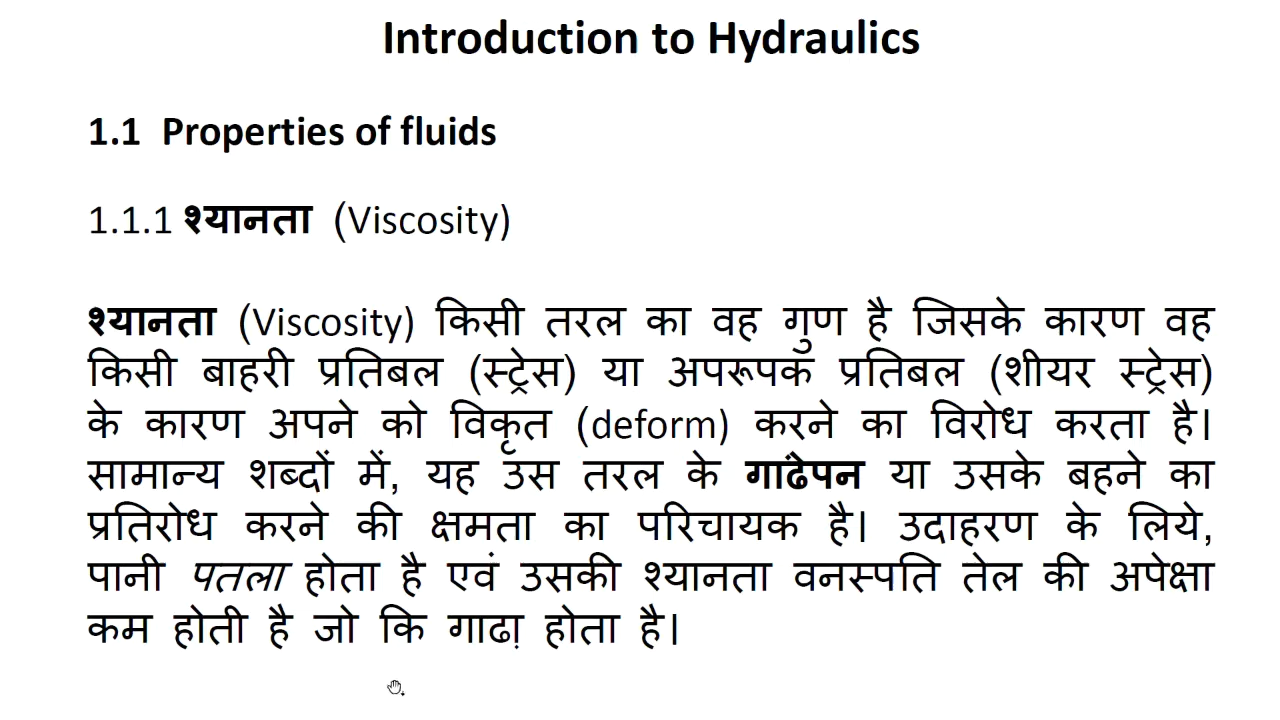 Introduction to Hydraulics
1.1 Properties of fluids
1.1.1 श्यानता (Viscosity)
श्यानता (Viscosity) किसी तरल का वह गुण है जिसके कारण वह
किसी बाहरी प्रतिबल (स्ट्रेस) या अपरूपक प्रतिबल (शीयर स्ट्रेस)
के कारण अपने को विकृत (deform) करने का विरोध करता है।
सामान्य शब्दों में, यह उस तरल के गाढे़पन या उसके बहने का
प्रतिरोध करने की क्षमता का परिचायक है। उदाहरण के लिये,
पानी पतला होता है एवं उसकी श्यानता वनस्पति तेल की अपेक्षा
कम होती है जो कि गाढा़ होता है।